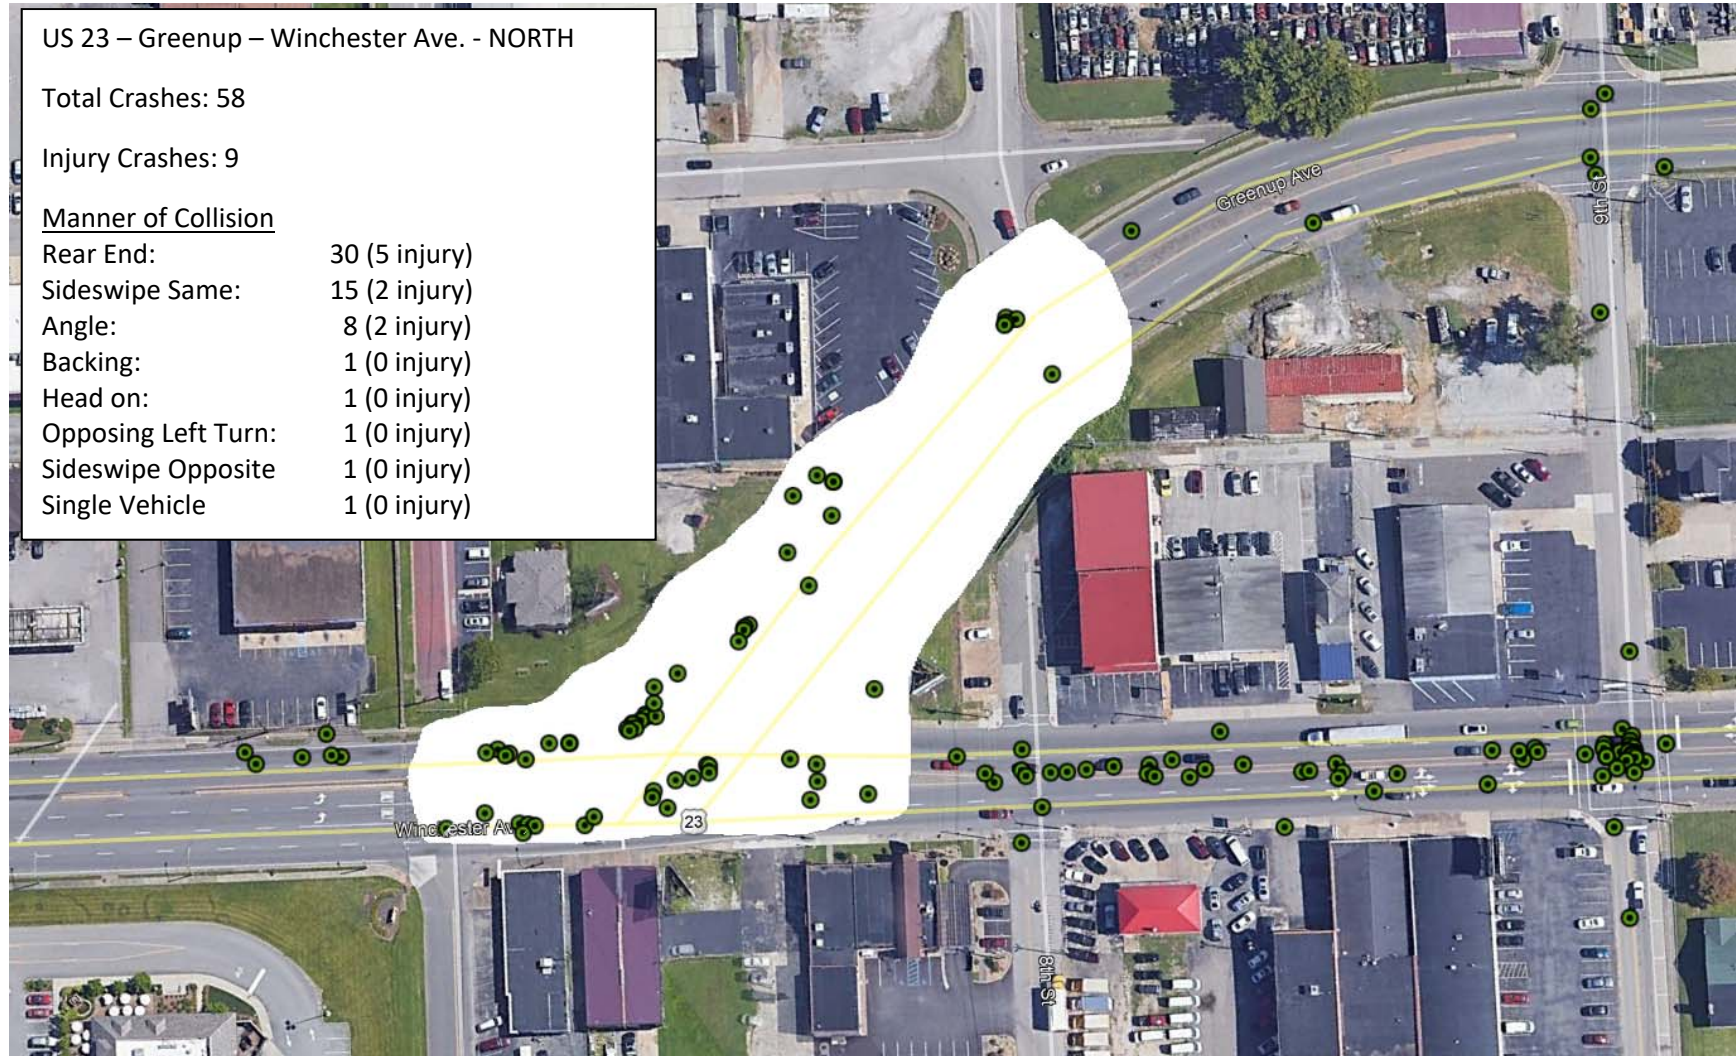 US 23 – Greenup – Winchester Ave. - NORTH
Total Crashes: 58
Injury Crashes: 9
Manner of Collision
Rear End: 30 (5 injury)
Sideswipe Same: 15 (2 injury)
Angle: 8 (2 injury)
Backing: 1 (0 injury)
Head on: 1 (0 injury)
Opposing Left Turn: 1 (0 injury)
Sideswipe Opposite 1 (0 injury)
Single Vehicle 1 (0 injury)
Greenup Ave
9th St
Winchester Av
23
8th St